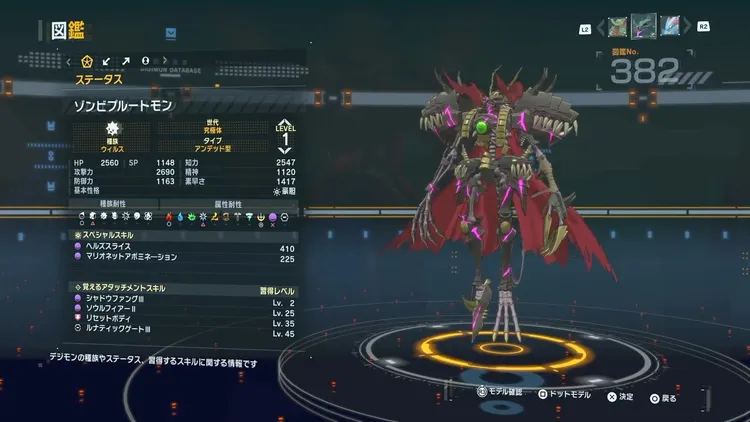 図鑑
L2
R2
図鑑No.
382
DIGIMON DATABASE
ステータス
ゾンビプルートモン
種族
ウィルス
世代
究極体
タイプ
アンデッド型
LEVEL
1
HP 2560 SP 1148 知力 2547
攻撃力 2690 精神 1120
防御力 1163 素早さ 1417
基本性格 豪胆
種族耐性 属性耐性
スペシャルスキル
ヘルズスライス 410
マリオネットアボミネーション 225
覚えるアタッチメントスキル 習得レベル
シャドウファングIII Lv. 2
ソウルフィアーII Lv. 25
リセットボディ Lv. 35
ルナティックゲートIII Lv. 45
デジモンの種族やステータス、習得するスキルに関する情報です
R3 モデル確認 ドットモデル 決定 戻る